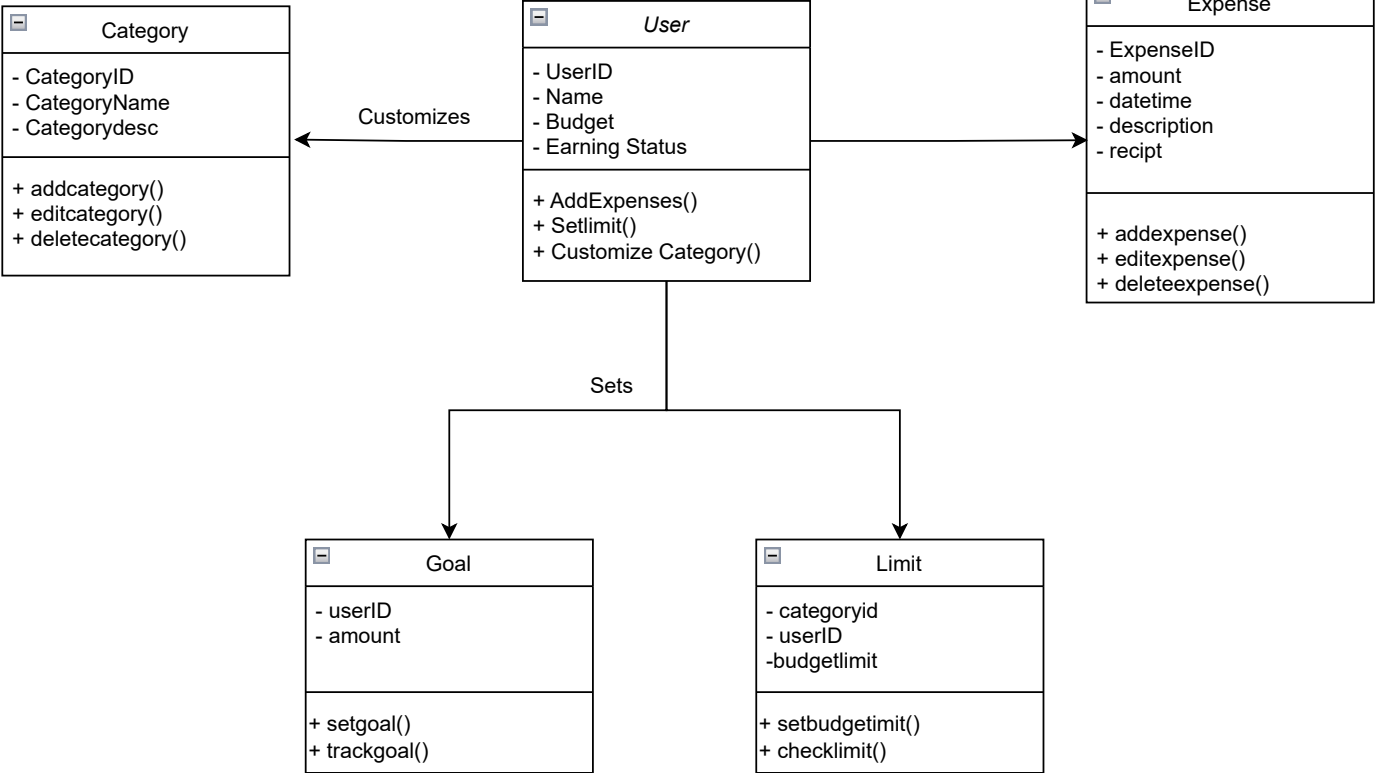 Category
- CategoryID
- CategoryName
- Categorydesc
+ addcategory()
+ editcategory()
+ deletecategory()
Customizes
User
- UserID
- Name
- Budget
- Earning Status
+ AddExpenses()
+ Setlimit()
+ Customize Category()
Expense
- ExpenseID
- amount
- datetime
- description
- recipt
+ addexpense()
+ editexpense()
+ deleteexpense()
Sets
Goal
- userID
- amount
+ setgoal()
+ trackgoal()
Limit
- categoryid
- userID
-budgetlimit
+ setbudgetimit()
+ checklimit()